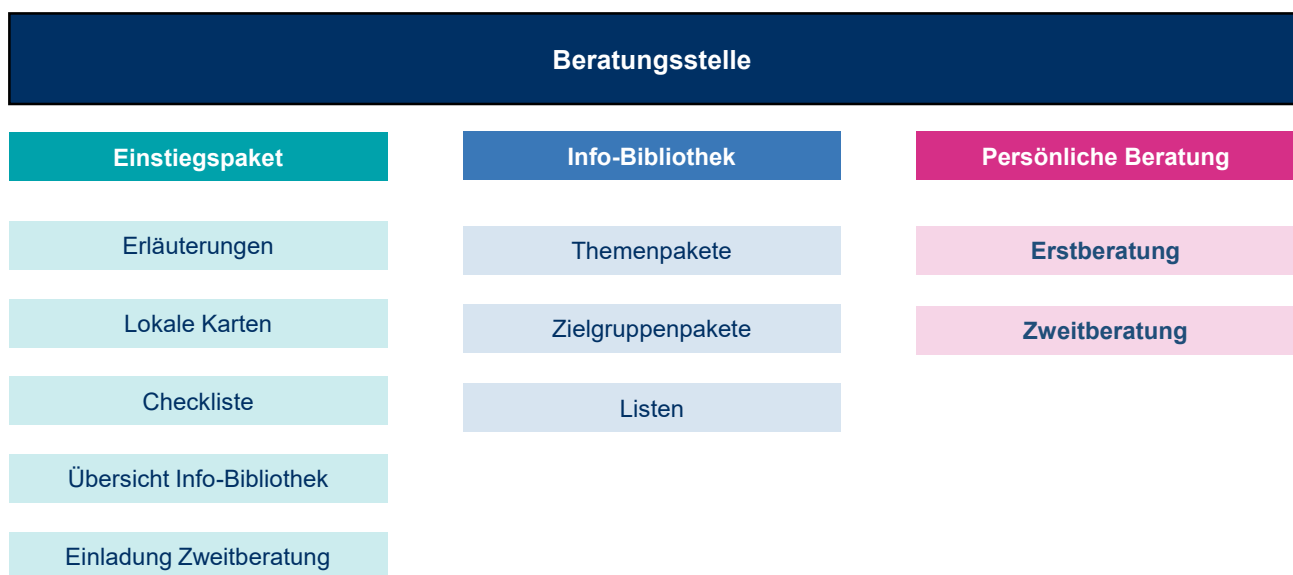 Beratungsstelle
Einstiegspaket
Erläuterungen
Lokale Karten
Checkliste
Übersicht Info-Bibliothek
Einladung Zweitberatung
Info-Bibliothek
Themenpakete
Zielgruppenpakete
Listen
Persönliche Beratung
Erstberatung
Zweitberatung